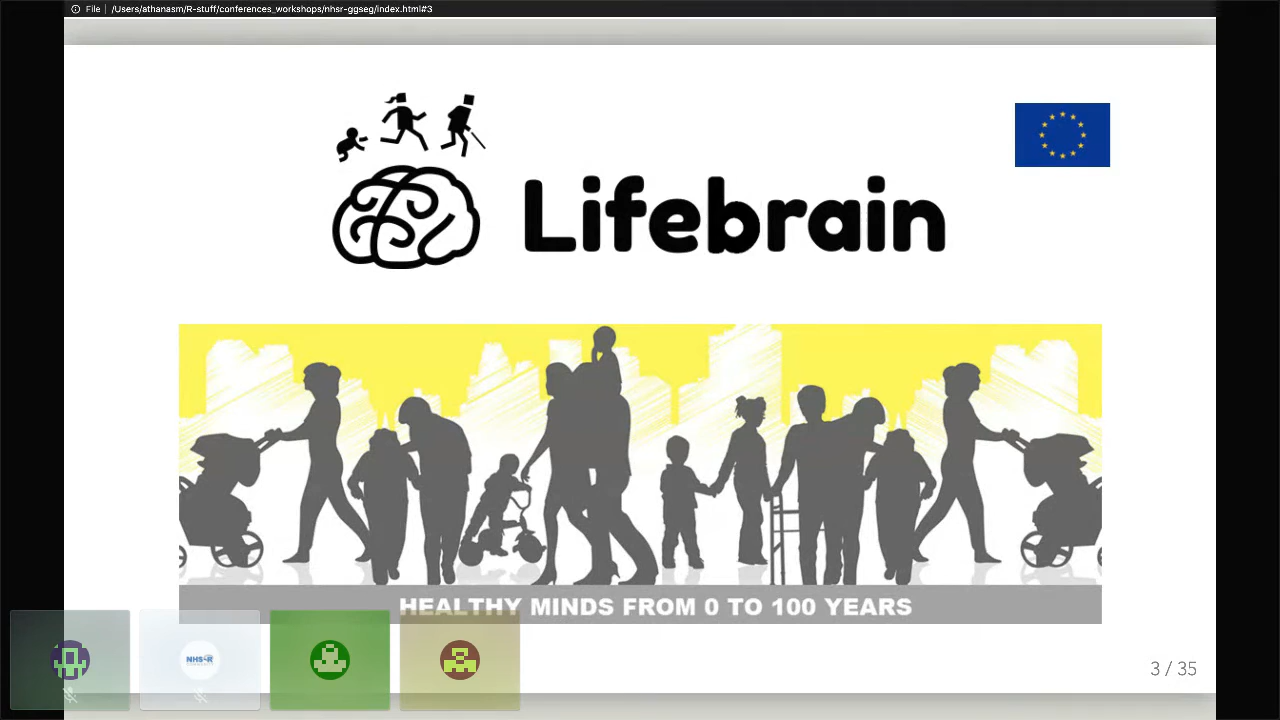 File | /Users/athanasm/R-stuff/conferences_workshops/nhsr-ggseg/index.html#3
Lifebrain
HEALTHY MINDS FROM 0 TO 100 YEARS
NHS-R
3 / 35